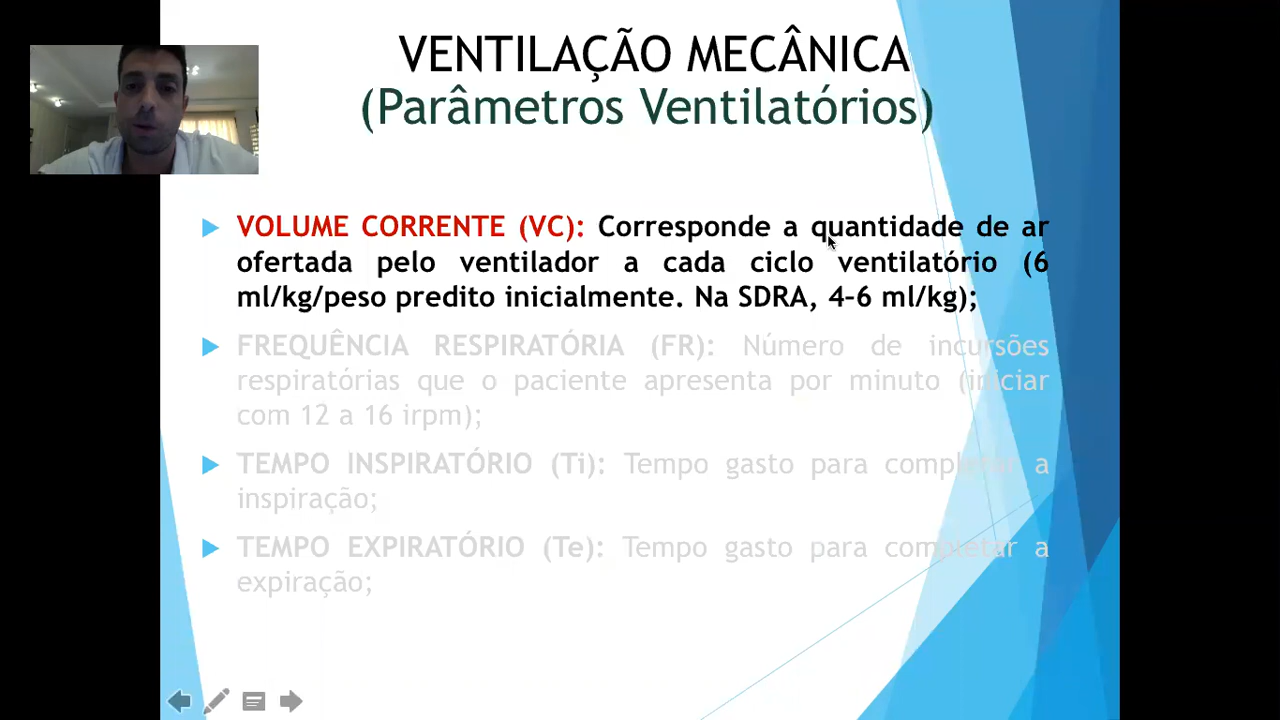 VENTILAÇÃO MECÂNICA
(Parâmetros Ventilatórios)
VOLUME CORRENTE (VC): Corresponde a quantidade de ar
ofertada pelo ventilador a cada ciclo ventilatório (6
ml/kg/peso predito inicialmente. Na SDRA, 4-6 ml/kg);
FREQUÊNCIA RESPIRATÓRIA (FR): Número de incursões
respiratórias que o paciente apresenta por minuto (iniciar
com 12 a 16 irpm);
TEMPO INSPIRATÓRIO (Ti): Tempo gasto para completar a
inspiração;
TEMPO EXPIRATÓRIO (Te): Tempo gasto para completar a
expiração;